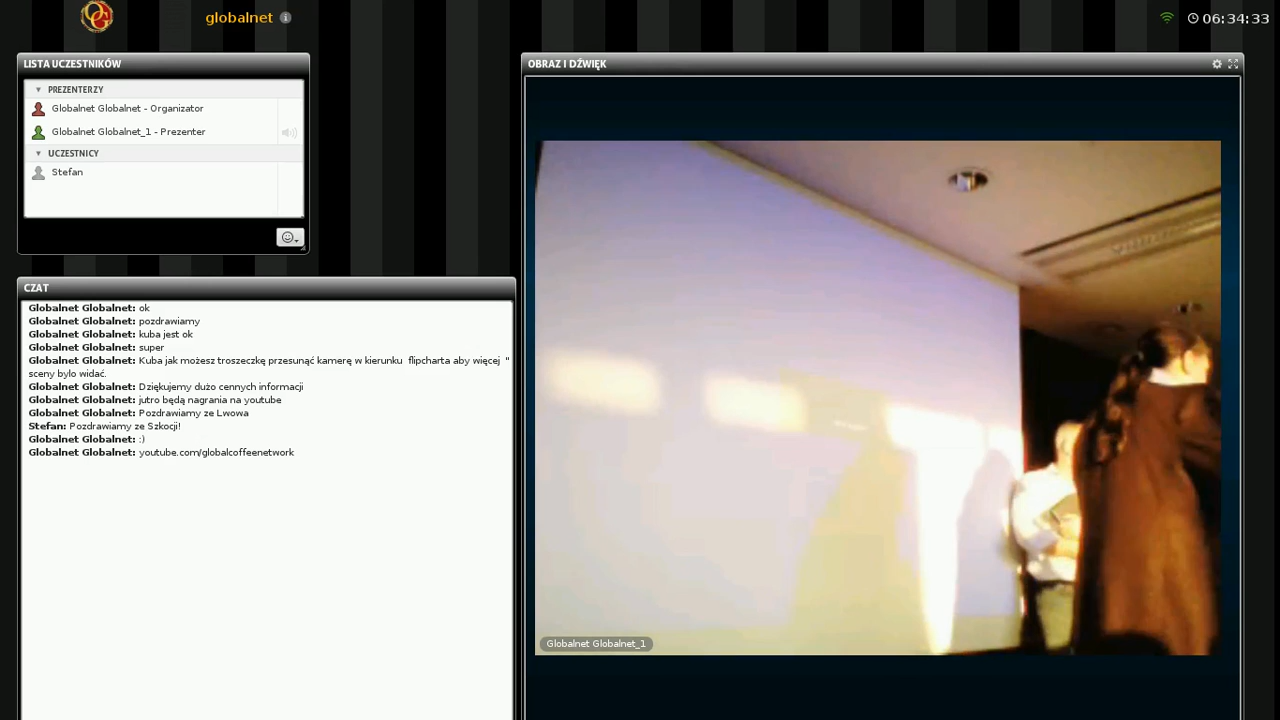 OG globalnet 06:34:33
LISTA UCZESTNIKÓW
PREZENTERZY
Globalnet Globalnet - Organizator
Globalnet Globalnet_1 - Prezenter
UCZESTNICY
Stefan
CZAT
Globalnet Globalnet: ok
Globalnet Globalnet: pozdrawiamy
Globalnet Globalnet: kuba jest ok
Globalnet Globalnet: super
Globalnet Globalnet: Kuba jak możesz troszeczkę przesunąć kamerę w kierunku flipcharta aby więcej "
sceny bylo widać.
Globalnet Globalnet: Dziękujemy dużo cennych informacji
Globalnet Globalnet: jutro będą nagrania na youtube
Globalnet Globalnet: Pozdrawiamy ze Lwowa
Stefan: Pozdrawiamy ze Szkocji!
Globalnet Globalnet: :)
Globalnet Globalnet: youtube.com/globalcoffeenetwork
OBRAZ I DŹWIĘK
Globalnet Globalnet_1